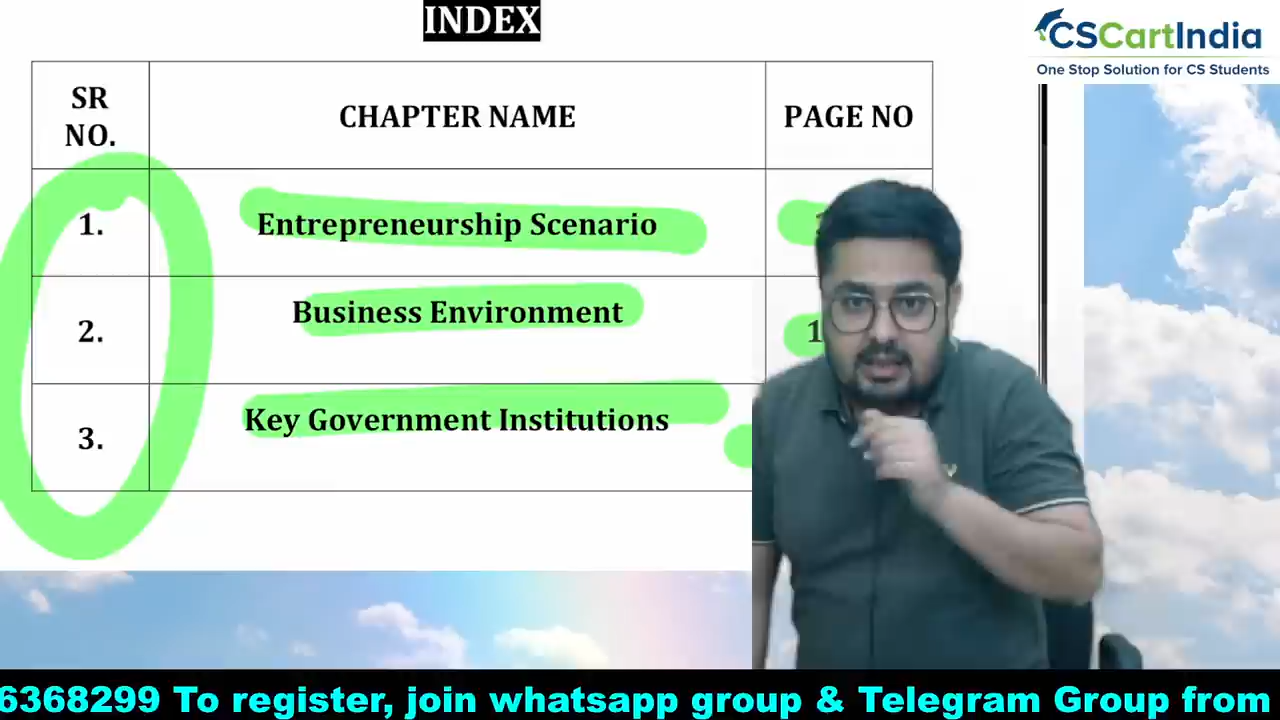 INDEX
CSCartIndia
One Stop Solution for CS Students
SR NO.
CHAPTER NAME
PAGE NO
1.
Entrepreneurship Scenario
2.
Business Environment
3.
Key Government Institutions
6368299 To register, join whatsapp group & Telegram Group from